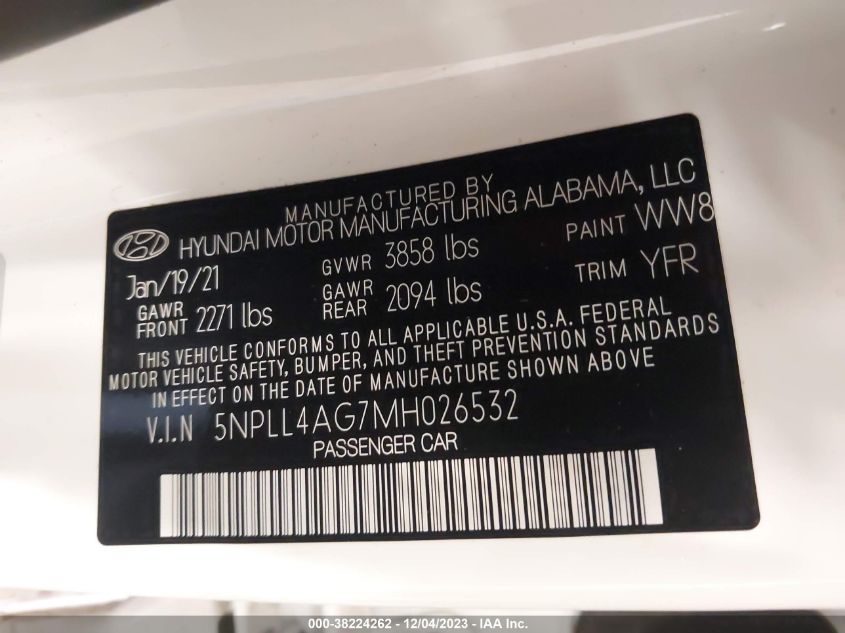 MANUFACTURED BY
HYUNDAI MOTOR MANUFACTURING ALABAMA, LLC
Jan/19/21 GVWR 3858 lbs PAINT WW8
GAWR FRONT 2271 lbs GAWR REAR 2094 lbs TRIM YFR
THIS VEHICLE CONFORMS TO ALL APPLICABLE U.S.A. FEDERAL
MOTOR VEHICLE SAFETY, BUMPER, AND THEFT PREVENTION STANDARDS
IN EFFECT ON THE DATE OF MANUFACTURE SHOWN ABOVE
V.I.N 5NPLL4AG7MH026532
PASSENGER CAR
000-38224262 - 12/04/2023 - IAA Inc.